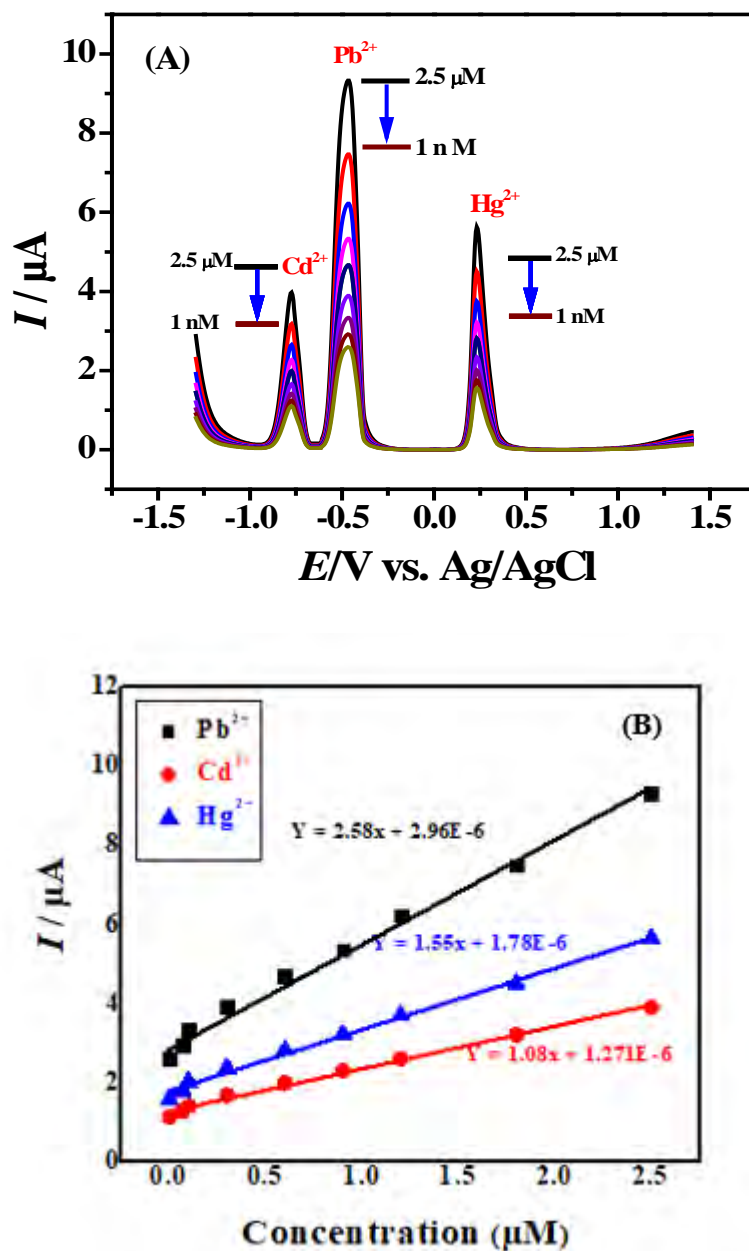 (A)
Pb²⁺
2.5 µM
1 n M
Hg²⁺
2.5 µM
Cd²⁺
2.5 µM
1 nM
1 nM
10
8
6
4
2
0
I / µA
-1.5 -1.0 -0.5 0.0 0.5 1.0 1.5
E/V vs. Ag/AgCl
(B)
Pb²⁺
Cd²⁺
Hg²⁺
Y = 2.58x + 2.96E -6
Y = 1.55x + 1.78E -6
Y = 1.08x + 1.271E -6
12
10
8
6
4
2
0
I / µA
0.0 0.5 1.0 1.5 2.0 2.5
Concentration (µM)